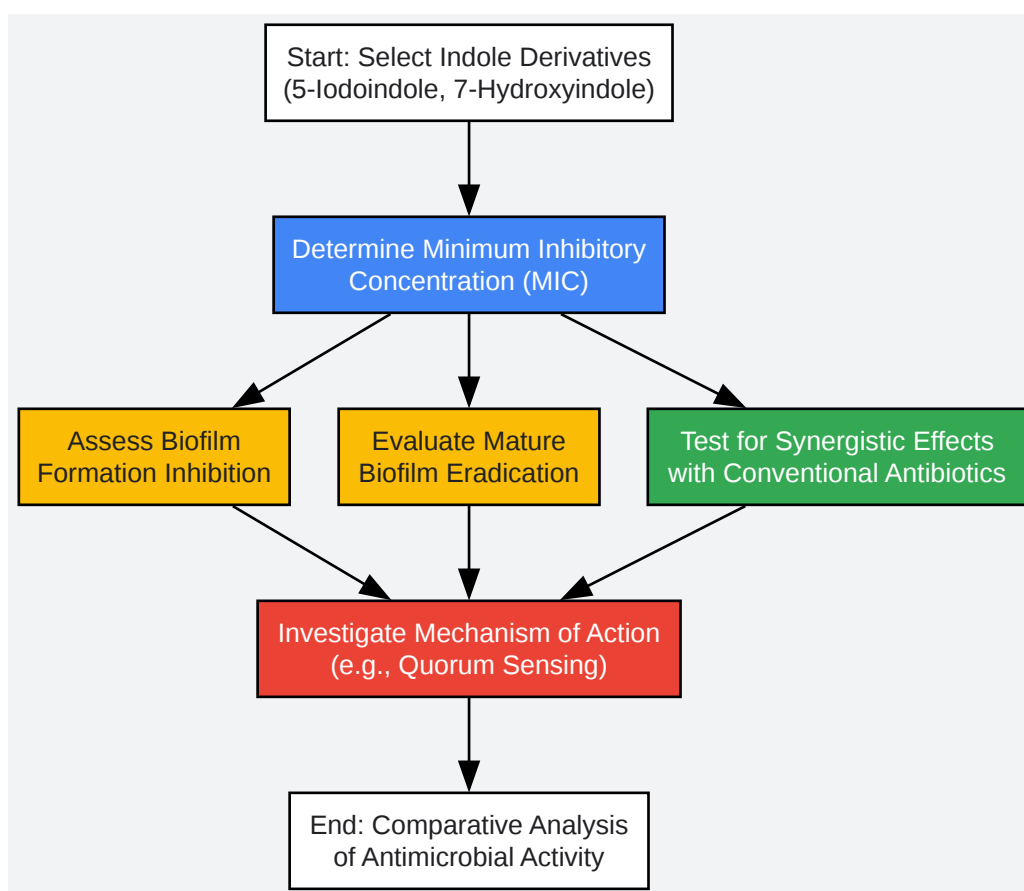 Start: Select Indole Derivatives
(5-Iodoindole, 7-Hydroxyindole)
Determine Minimum Inhibitory
Concentration (MIC)
Assess Biofilm
Formation Inhibition
Evaluate Mature
Biofilm Eradication
Test for Synergistic Effects
with Conventional Antibiotics
Investigate Mechanism of Action
(e.g., Quorum Sensing)
End: Comparative Analysis
of Antimicrobial Activity